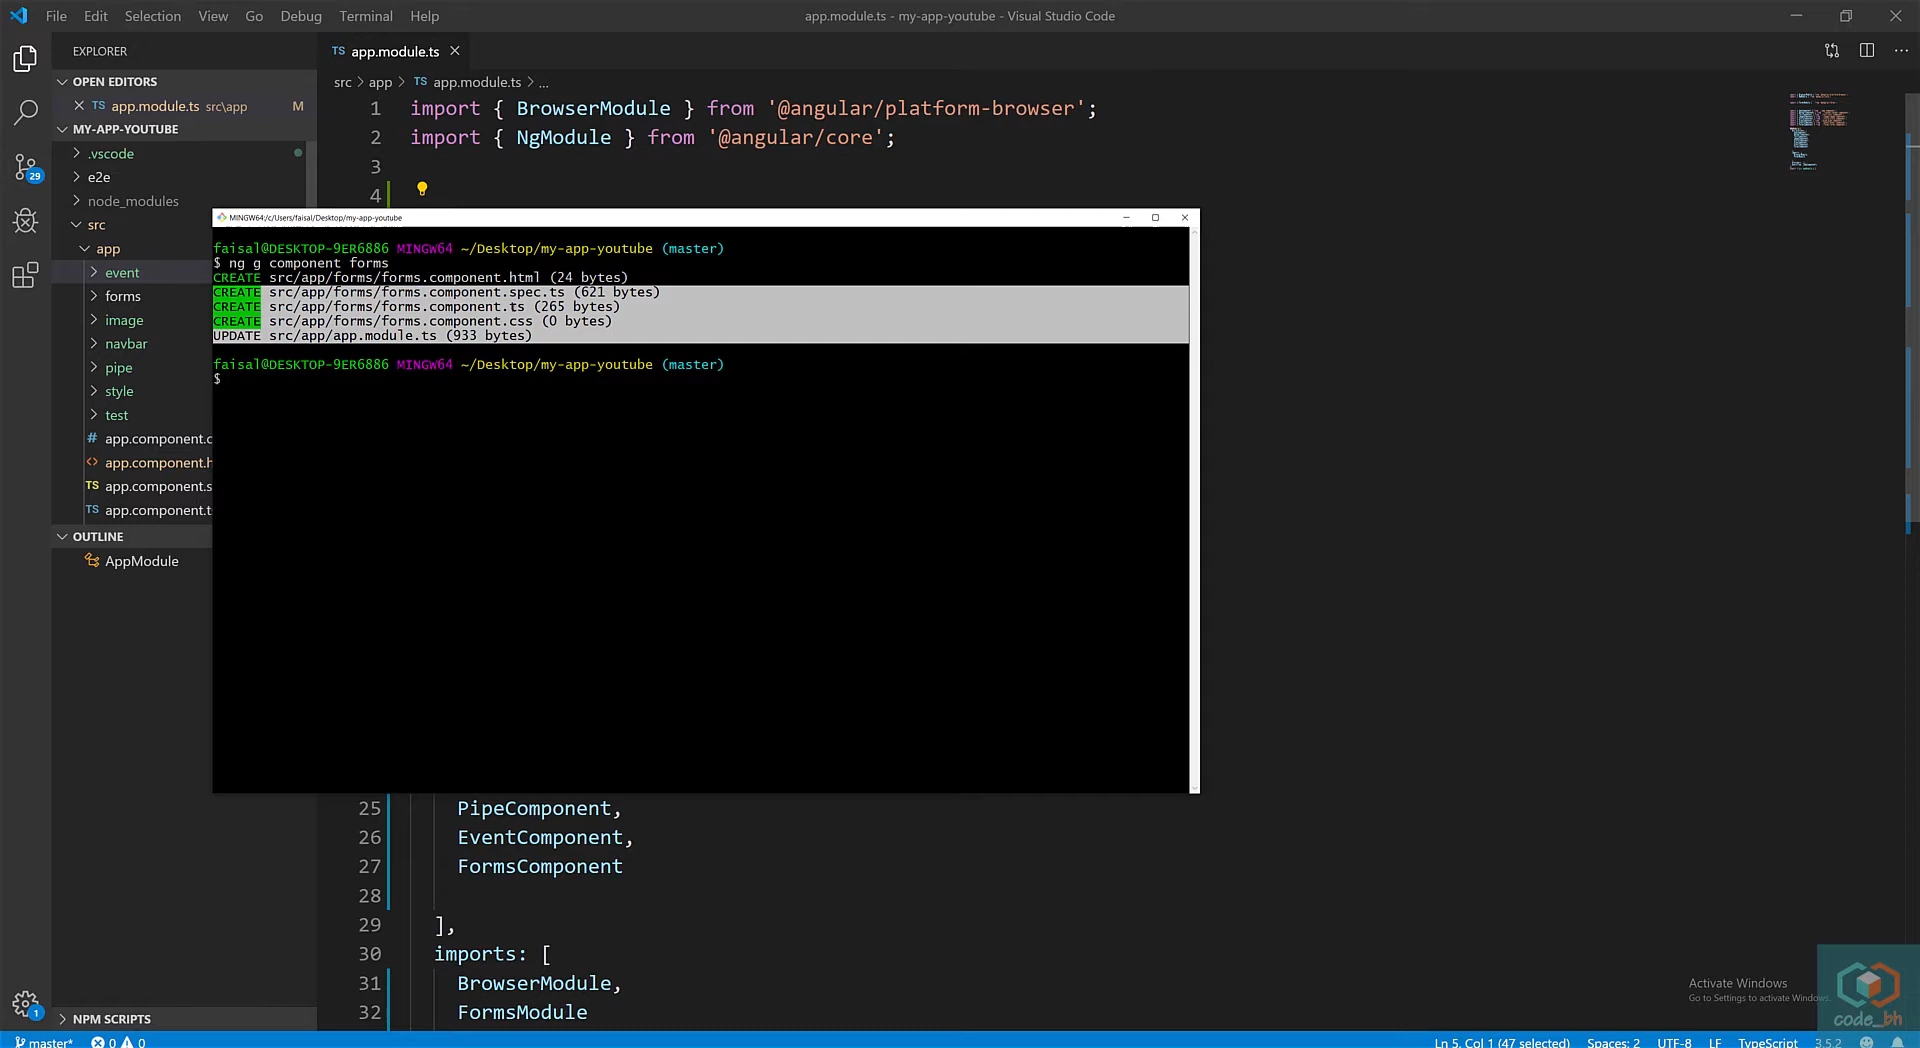 File Edit Selection View Go Debug Terminal Help
app.module.ts - my-app-youtube - Visual Studio Code
EXPLORER
OPEN EDITORS
TS app.module.ts src\app M
MY-APP-YOUTUBE
.vscode
e2e
node_modules
src
app
event
forms
image
navbar
pipe
style
test
# app.component.c
<> app.component.h
TS app.component.s
TS app.component.t
OUTLINE
AppModule
NPM SCRIPTS
29
1
TS app.module.ts
src > app > TS app.module.ts > ...
1 import { BrowserModule } from '@angular/platform-browser';
2 import { NgModule } from '@angular/core';
3
4
MINGW64:/c/Users/faisal/Desktop/my-app-youtube
faisal@DESKTOP-9ER6886 MINGW64 ~/Desktop/my-app-youtube (master)
$ ng g component forms
CREATE src/app/forms/forms.component.html (24 bytes)
CREATE src/app/forms/forms.component.spec.ts (621 bytes)
CREATE src/app/forms/forms.component.ts (265 bytes)
CREATE src/app/forms/forms.component.css (0 bytes)
UPDATE src/app/app.module.ts (933 bytes)
faisal@DESKTOP-9ER6886 MINGW64 ~/Desktop/my-app-youtube (master)
$
25 PipeComponent,
26 EventComponent,
27 FormsComponent
28
29 ],
30 imports: [
31 BrowserModule,
32 FormsModule
Activate Windows
Go to Settings to activate Windows.
code_bh
master* 0 0
Ln 5, Col 1 (47 selected) Spaces: 2 UTF-8 LF TypeScript 3.5.2